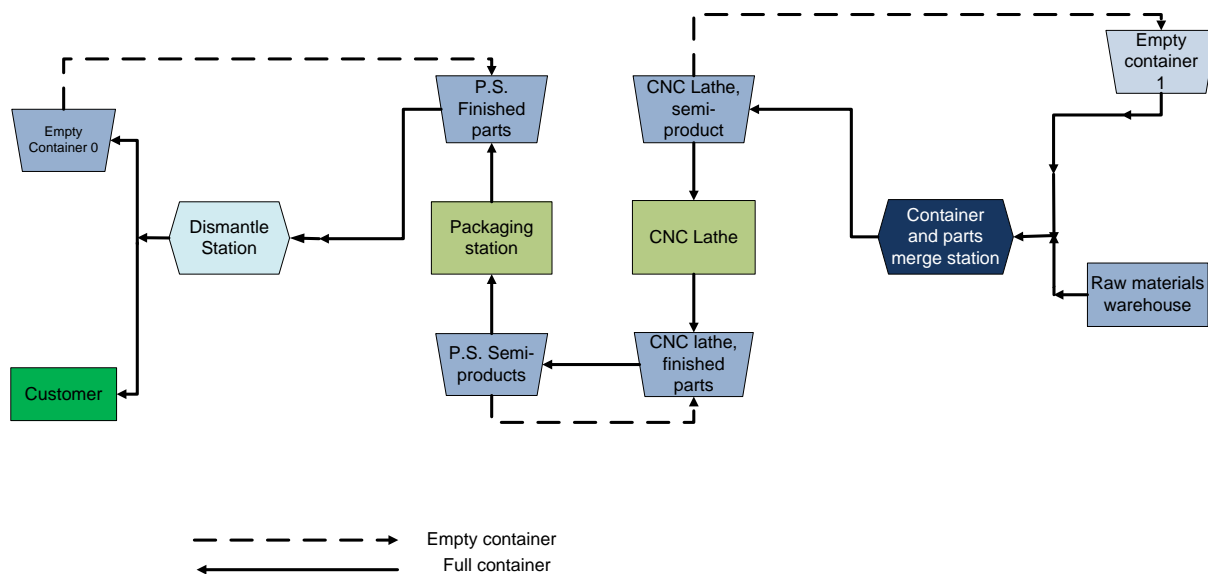 Empty
container
1
P.S.
Finished
parts
CNC Lathe,
semi-
product
Empty
Container 0
Dismantle
Station
Packaging
station
CNC Lathe
Container
and parts
merge station
Raw materials
warehouse
P.S. Semi-
products
CNC lathe,
finished
parts
Customer
Empty container
Full container